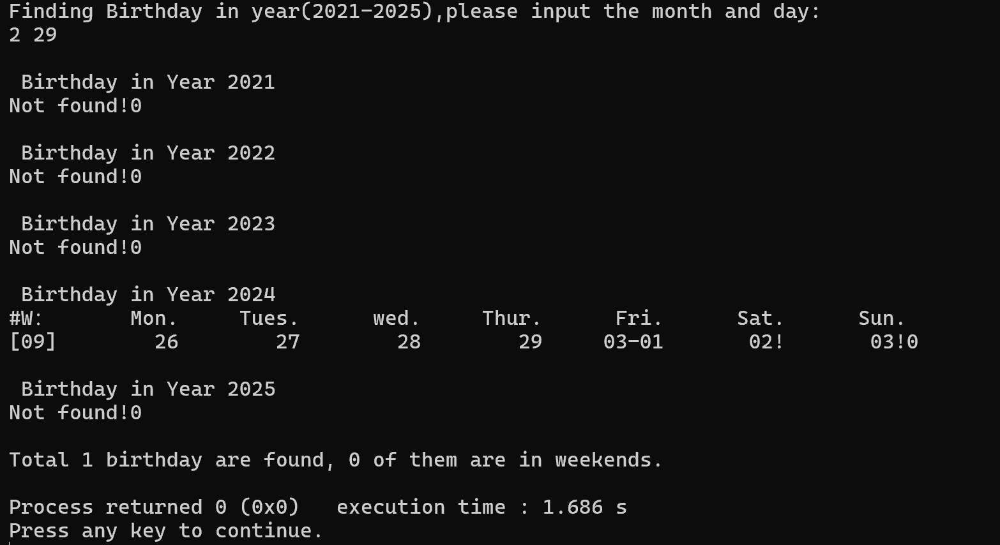 Finding Birthday in year(2021-2025),please input the month and day:
2 29
Birthday in Year 2021
Not found!0
Birthday in Year 2022
Not found!0
Birthday in Year 2023
Not found!0
Birthday in Year 2024
#W: Mon. Tues. wed. Thur. Fri. Sat. Sun.
[09] 26 27 28 29 03-01 02! 03!0
Birthday in Year 2025
Not found!0
Total 1 birthday are found, 0 of them are in weekends.
Process returned 0 (0x0) execution time : 1.686 s
Press any key to continue.